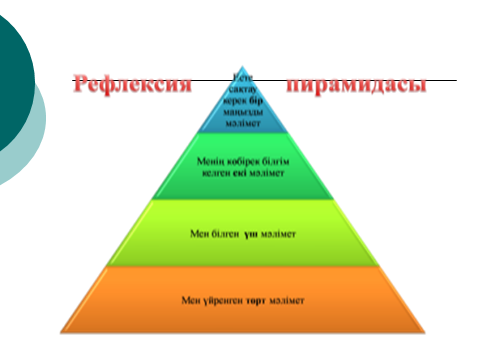 Рефлексия пирамидасы
Есте
сақтау
керек бір
маңызды
мәлімет
Менің көбірек білгім
келген екі мәлімет
Мен білген үш мәлімет
Мен үйренген төрт мәлімет